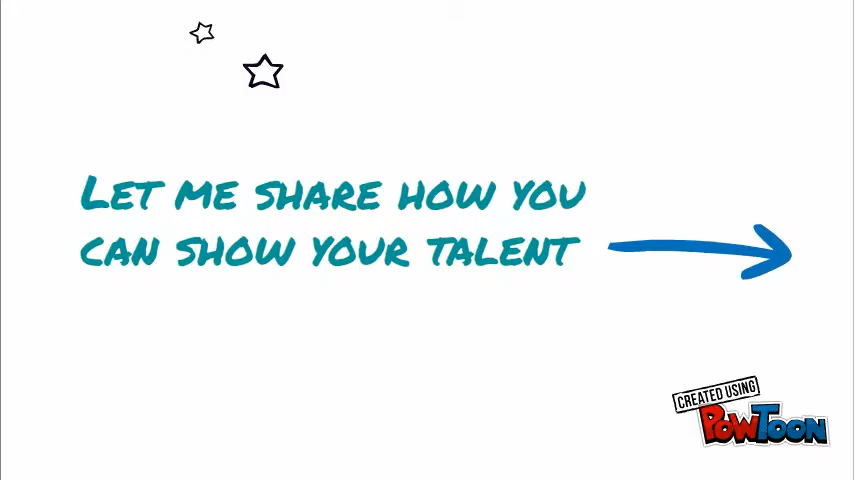 LET ME SHARE HOW YOU
CAN SHOW YOUR TALENT
CREATED USING
POWTOON